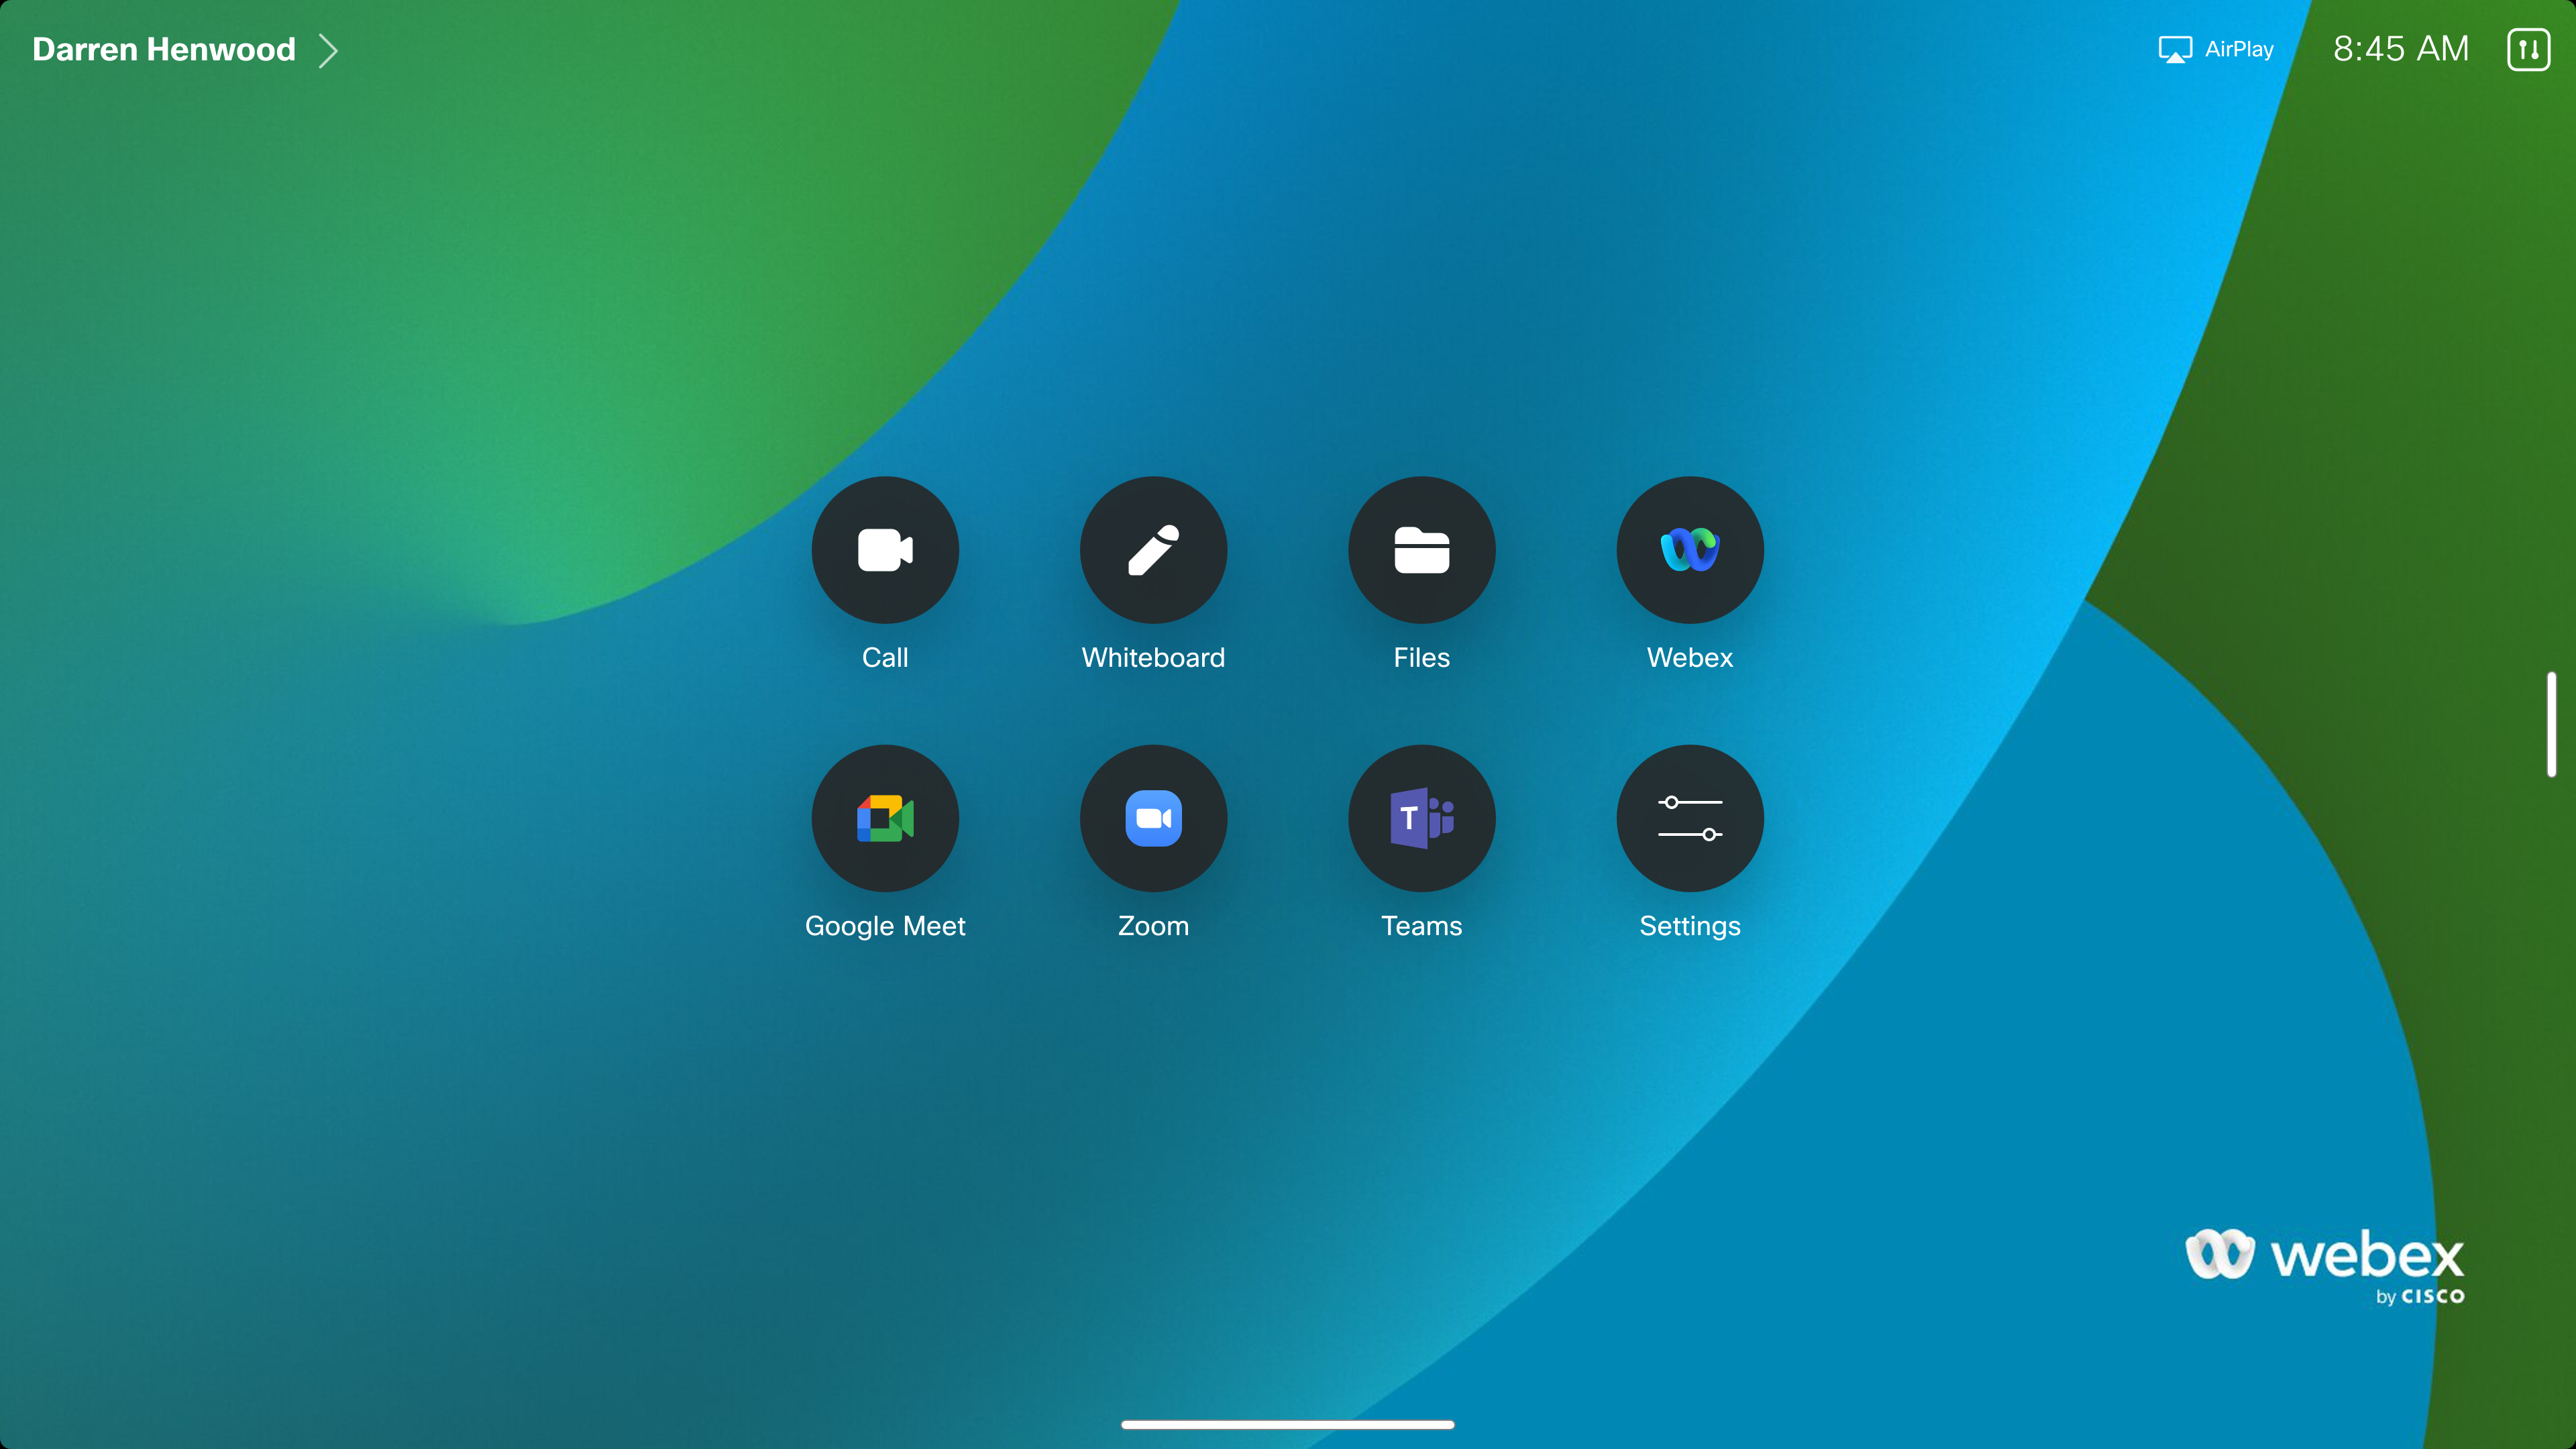 Darren Henwood
AirPlay
8:45 AM
Call
Whiteboard
Files
Webex
Google Meet
Zoom
T
Teams
Settings
webex
by CISCO